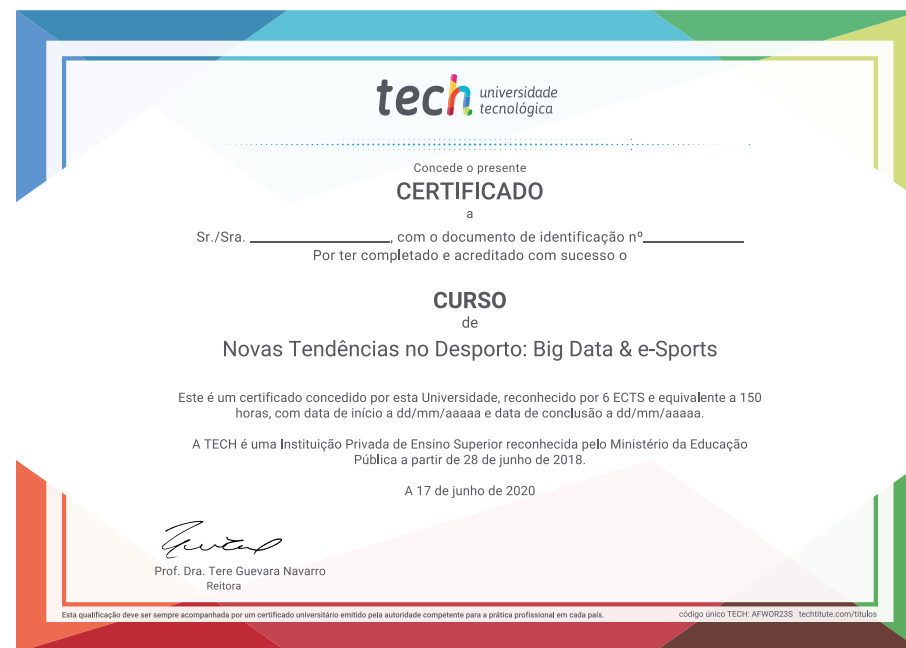 tech universidade
tecnológica
Concede o presente
CERTIFICADO
a
Sr./Sra. ____________________, com o documento de identificação nº______________
Por ter completado e acreditado com sucesso o
CURSO
de
Novas Tendências no Desporto: Big Data & e-Sports
Este é um certificado concedido por esta Universidade, reconhecido por 6 ECTS e equivalente a 150
horas, com data de início a dd/mm/aaaaa e data de conclusão a dd/mm/aaaaa.
A TECH é uma Instituição Privada de Ensino Superior reconhecida pelo Ministério da Educação
Pública a partir de 28 de junho de 2018.
A 17 de junho de 2020
Prof. Dra. Tere Guevara Navarro
Reitora
Esta qualificação deve ser sempre acompanhada por um certificado universitário emitido pela autoridade competente para a prática profissional em cada país.
código único TECH: AFWOR23S techtitute.com/titulos